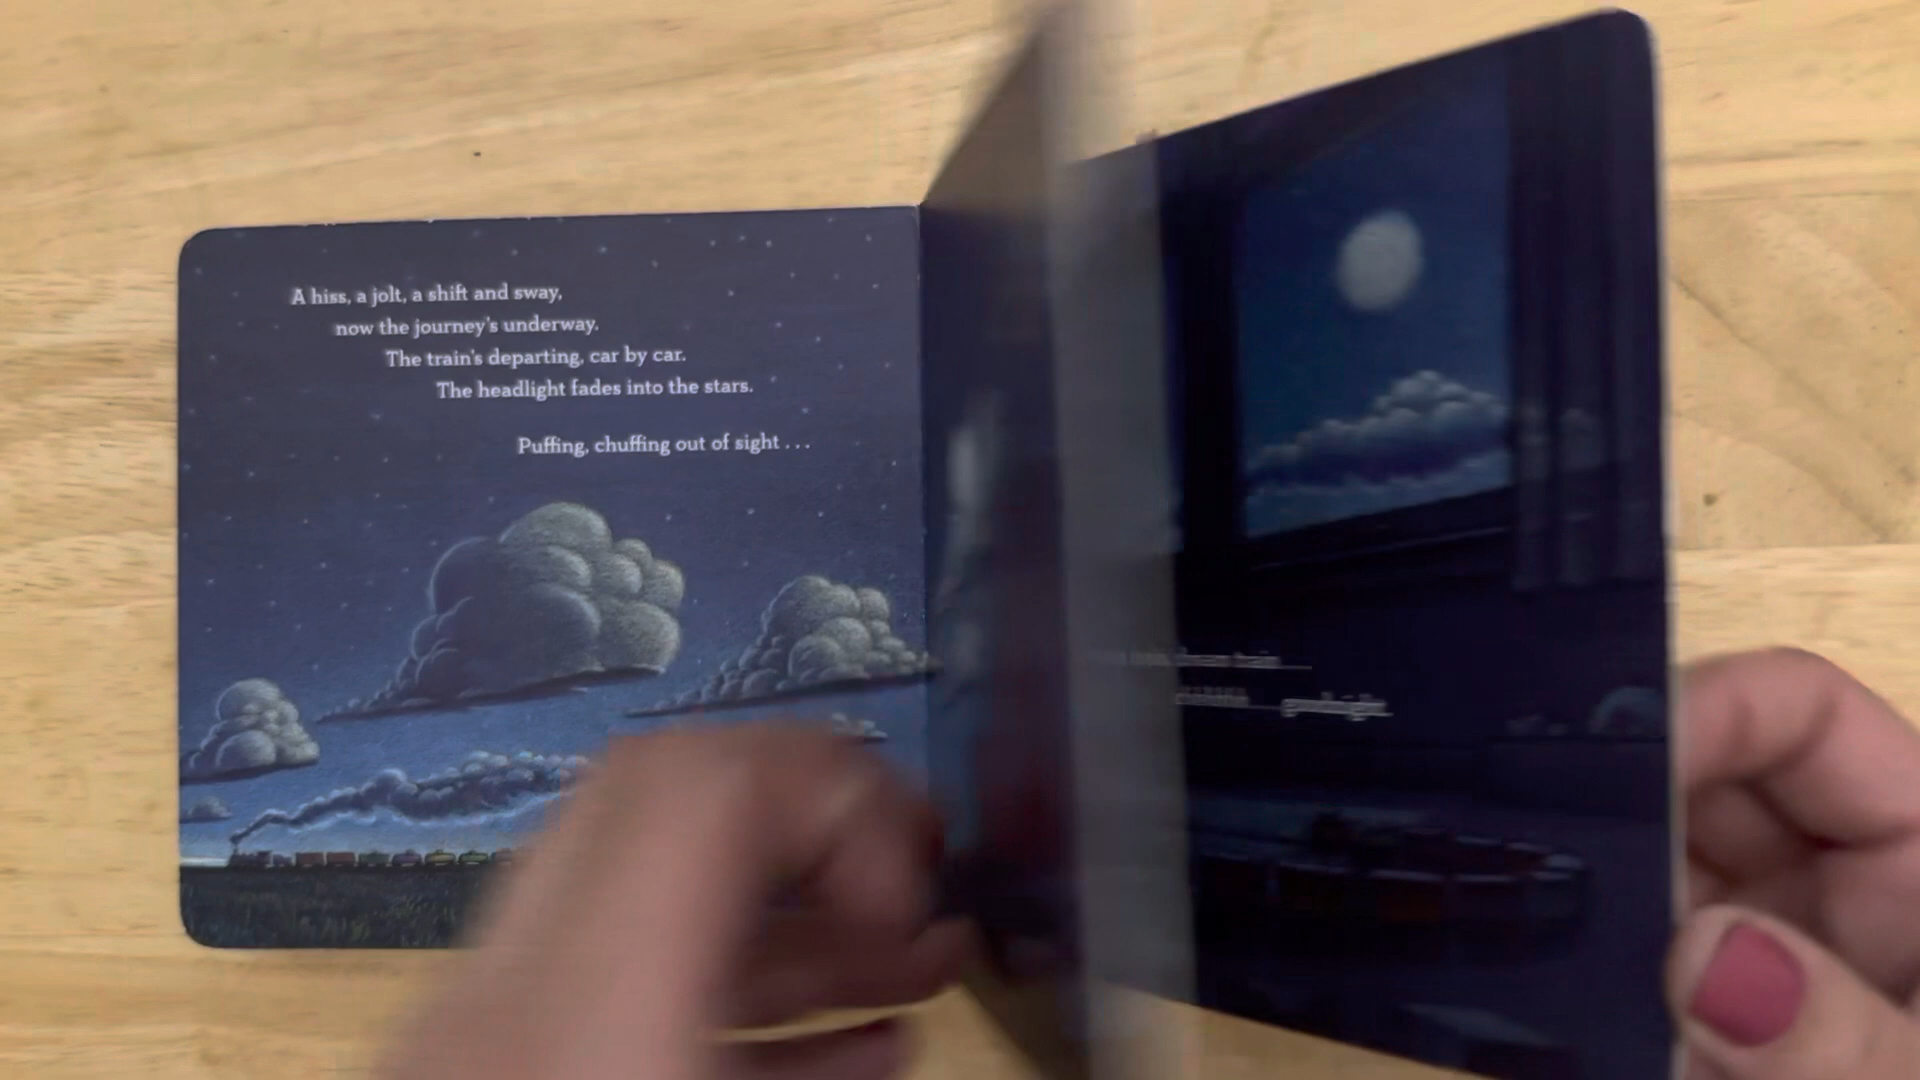 A hiss, a jolt, a shift and sway,
now the journey's underway.
The train's departing, car by car.
The headlight fades into the stars.
Puffing, chuffing out of sight . . .
goodnight.